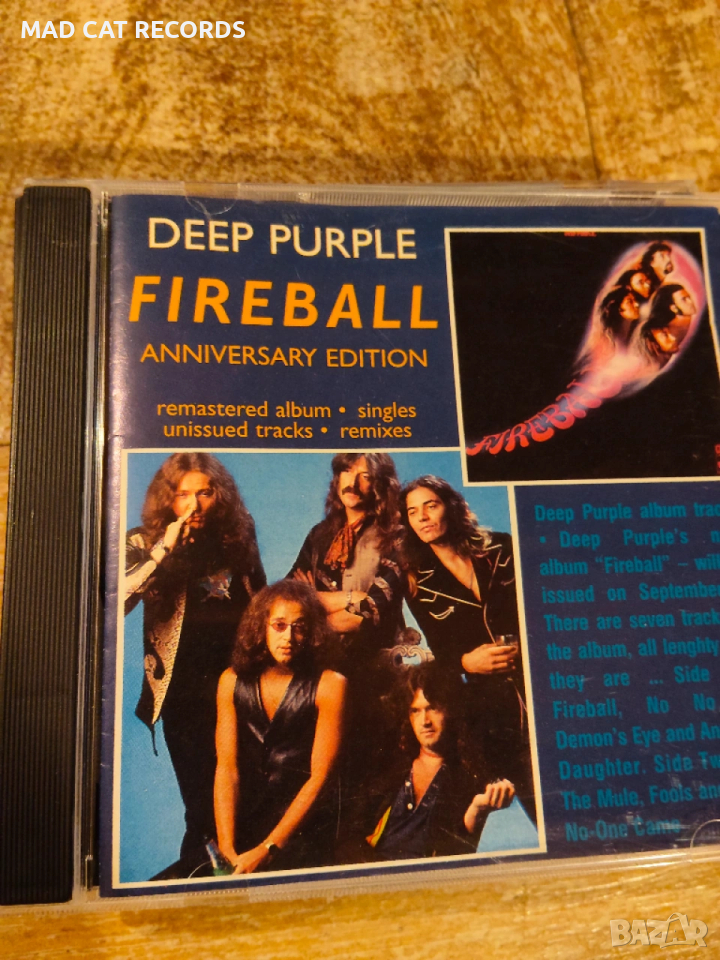 MAD CAT RECORDS
DEEP PURPLE
FIREBALL
ANNIVERSARY EDITION
remastered album • singles
unissued tracks • remixes
FIREBALL
Deep Purple album trac
• Deep Purple's n
album "Fireball" – will
issued on September
There are seven track
the album, all lenghty
they are ... Side
Fireball, No No
Demon's Eye and An
Daughter. Side Tw
The Mule, Fools and
No-One Came
BAZAR